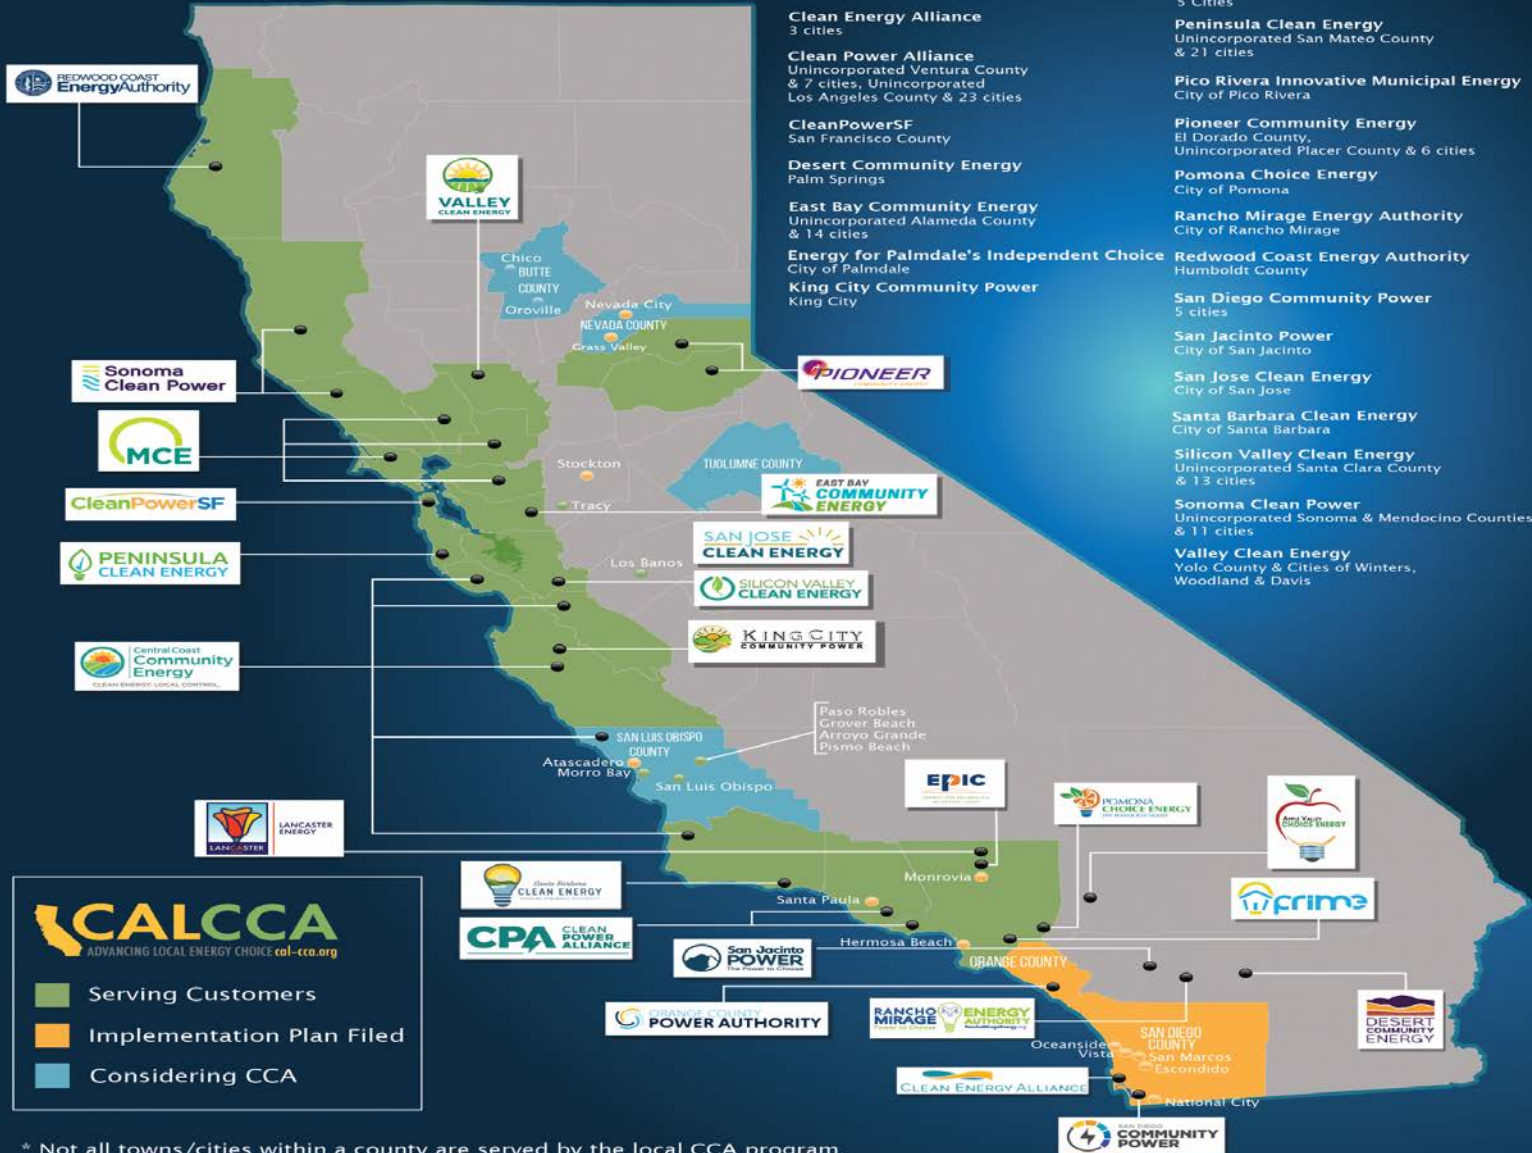 REDWOOD COAST
EnergyAuthority
VALLEY
CLEAN ENERGY
Chico
BUTTE
COUNTY
Oroville
Nevada City
NEVADA COUNTY
Grass Valley
Sonoma
Clean Power
PIONEER
MCE
Stockton
TUOLUMNE COUNTY
CleanPowerSF
Tracy
EAST BAY
COMMUNITY
ENERGY
PENINSULA
CLEAN ENERGY
SAN JOSE
CLEAN ENERGY
Los Banos
SILICON VALLEY
CLEAN ENERGY
KING CITY
COMMUNITY POWER
Central Coast
Community
Energy
CLEAN ENERGY. LOCAL CONTROL.
Paso Robles
Grover Beach
Arroyo Grande
Pismo Beach
SAN LUIS OBISPO
COUNTY
Atascadero
Morro Bay
San Luis Obispo
EPIC
POMONA
CHOICE ENERGY
APPLE VALLEY
CHOICE ENERGY
LANCASTER
LANCASTER
ENERGY
Monrovia
Santa Barbara
CLEAN ENERGY
Santa Paula
prime
CPA CLEAN
POWER
ALLIANCE
Hermosa Beach
San Jacinto
POWER
The Power to Choose
ORANGE COUNTY
ORANGE COUNTY
POWER AUTHORITY
RANCHO
MIRAGE
Power to Choose
ENERGY
AUTHORITY
DESERT
COMMUNITY
ENERGY
SAN DIEGO
COUNTY
Oceanside
Vista
San Marcos
Escondido
CLEAN ENERGY ALLIANCE
National City
SAN DIEGO
COMMUNITY
POWER
CALCCA
ADVANCING LOCAL ENERGY CHOICE cal-cca.org
Serving Customers
Implementation Plan Filed
Considering CCA
* Not all towns/cities within a county are served by the local CCA program
Clean Energy Alliance
3 cities
Clean Power Alliance
Unincorporated Ventura County
& 7 cities, Unincorporated
Los Angeles County & 23 cities
CleanPowerSF
San Francisco County
Desert Community Energy
Palm Springs
East Bay Community Energy
Unincorporated Alameda County
& 14 cities
Energy for Palmdale's Independent Choice
City of Palmdale
King City Community Power
King City
5 Cities
Peninsula Clean Energy
Unincorporated San Mateo County
& 21 cities
Pico Rivera Innovative Municipal Energy
City of Pico Rivera
Pioneer Community Energy
El Dorado County,
Unincorporated Placer County & 6 cities
Pomona Choice Energy
City of Pomona
Rancho Mirage Energy Authority
City of Rancho Mirage
Redwood Coast Energy Authority
Humboldt County
San Diego Community Power
5 cities
San Jacinto Power
City of San Jacinto
San Jose Clean Energy
City of San Jose
Santa Barbara Clean Energy
City of Santa Barbara
Silicon Valley Clean Energy
Unincorporated Santa Clara County
& 13 cities
Sonoma Clean Power
Unincorporated Sonoma & Mendocino Counties
& 11 cities
Valley Clean Energy
Yolo County & Cities of Winters,
Woodland & Davis